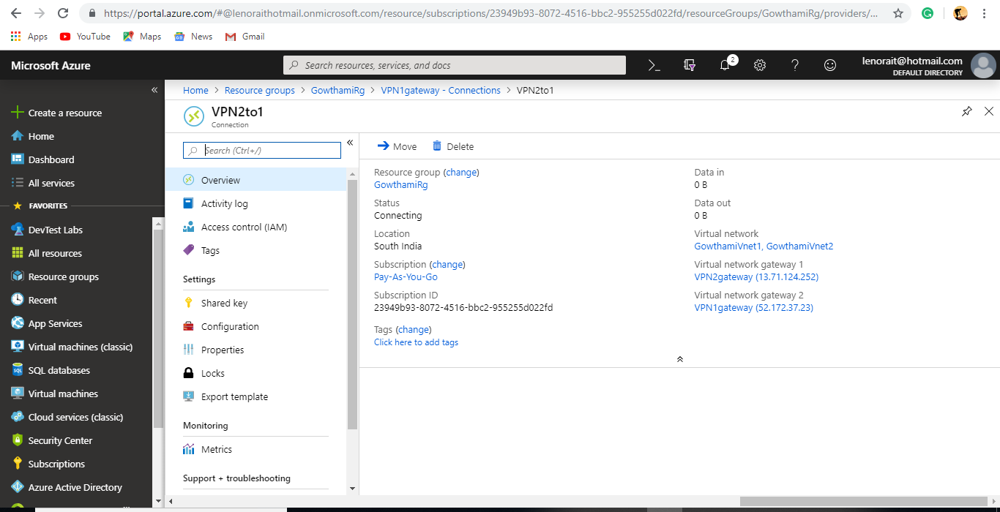 https://portal.azure.com/#@lenoraithotmail.onmicrosoft.com/resource/subscriptions/23949b93-8072-4516-bbc2-955255d022fd/resourceGroups/GowthamiRg/providers/...
Apps YouTube Maps News Gmail
Microsoft Azure
Search resources, services, and docs
2
lenorait@hotmail.com
DEFAULT DIRECTORY
Create a resource
Home
Dashboard
All services
FAVORITES
DevTest Labs
All resources
Resource groups
Recent
App Services
Virtual machines (classic)
SQL databases
Virtual machines
Cloud services (classic)
Security Center
Subscriptions
Azure Active Directory
Home > Resource groups > GowthamiRg > VPN1gateway - Connections > VPN2to1
VPN2to1
Connection
Search (Ctrl+/)
Overview
Activity log
Access control (IAM)
Tags
Settings
Shared key
Configuration
Properties
Locks
Export template
Monitoring
Metrics
Support + troubleshooting
Move Delete
Resource group (change)
GowthamiRg
Status
Connecting
Location
South India
Subscription (change)
Pay-As-You-Go
Subscription ID
23949b93-8072-4516-bbc2-955255d022fd
Tags (change)
Click here to add tags
Data in
0 B
Data out
0 B
Virtual network
GowthamiVnet1, GowthamiVnet2
Virtual network gateway 1
VPN2gateway (13.71.124.252)
Virtual network gateway 2
VPN1gateway (52.172.37.23)